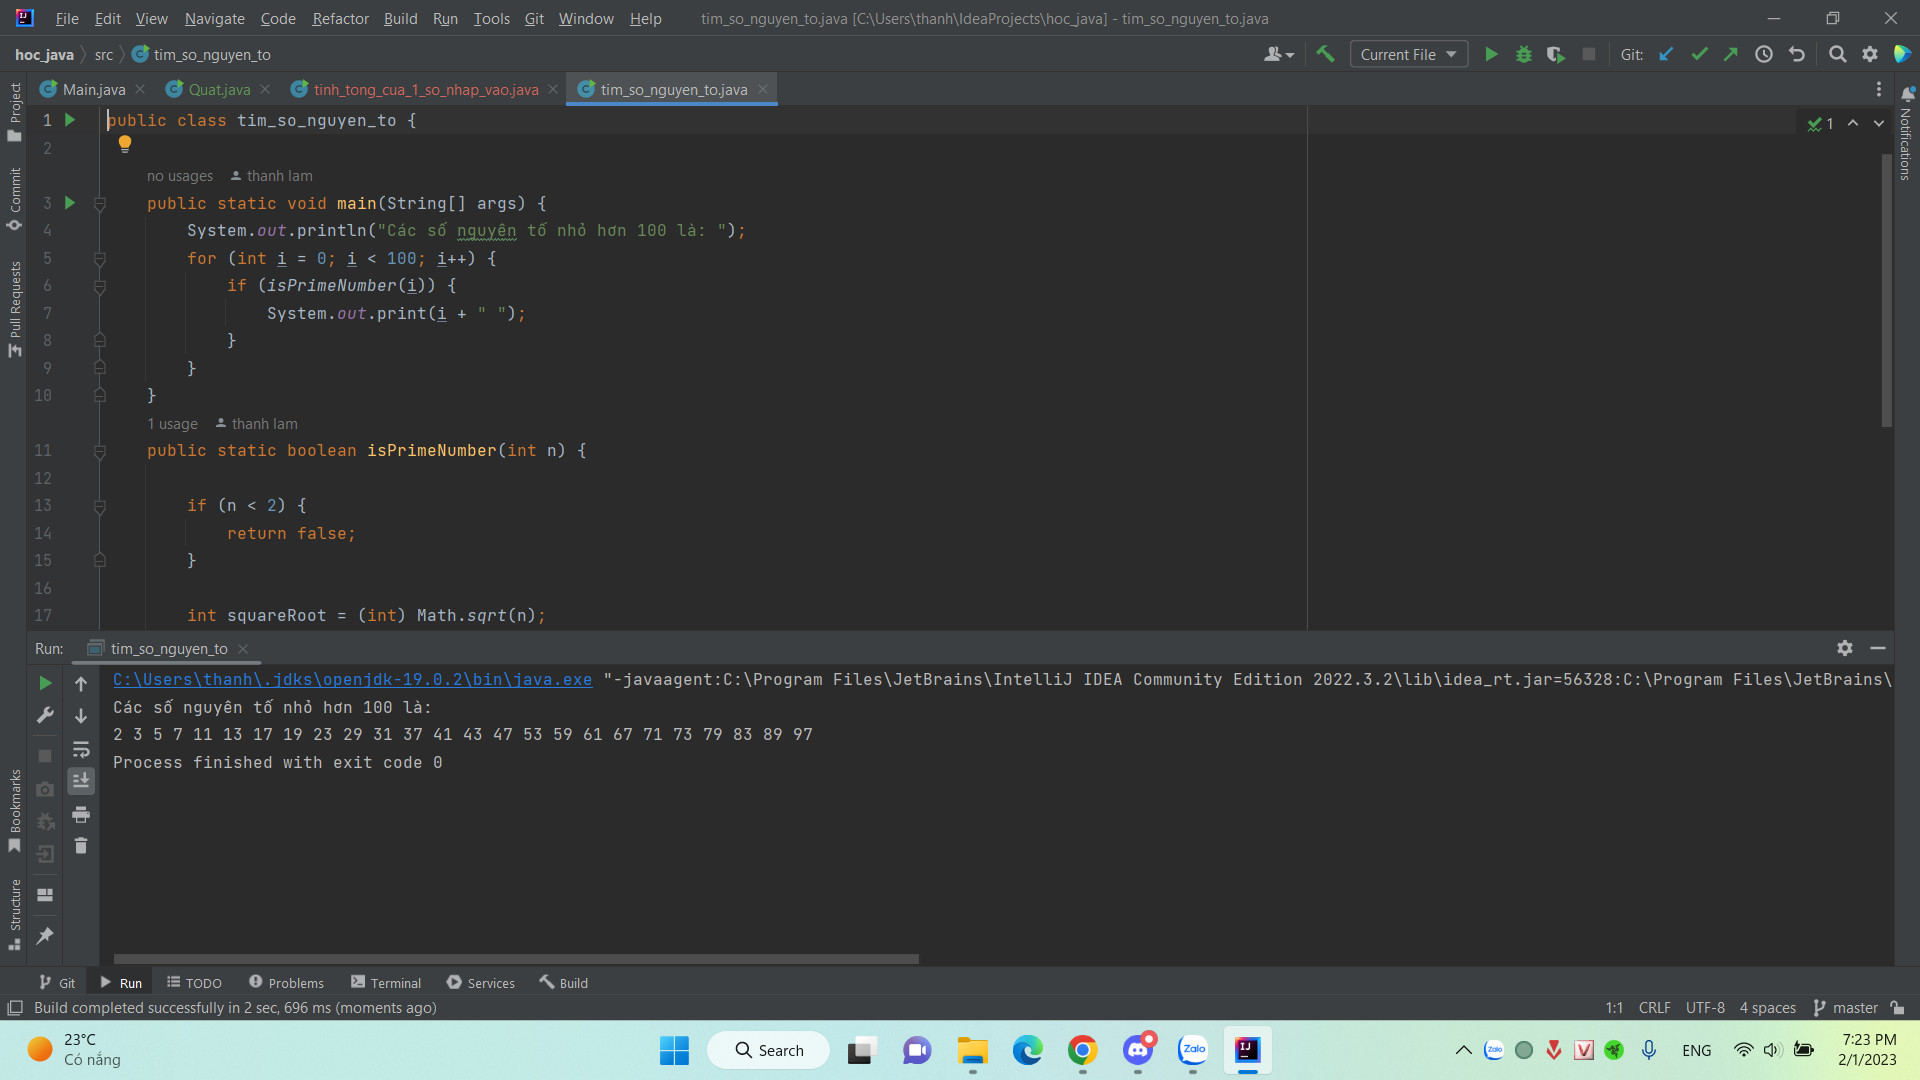 File Edit View Navigate Code Refactor Build Run Tools Git Window Help tim_so_nguyen_to.java [C:\Users\thanh\IdeaProjects\hoc_java] - tim_so_nguyen_to.java
hoc_java src tim_so_nguyen_to Current File Git:
Main.java Quat.java tinh_tong_cua_1_so_nhap_vao.java tim_so_nguyen_to.java
Project
Commit
Pull Requests
Bookmarks
Structure
Notifications
1 public class tim_so_nguyen_to {
1
2
no usages thanh lam
3 public static void main(String[] args) {
4 System.out.println("Các số nguyên tố nhỏ hơn 100 là: ");
5 for (int i = 0; i < 100; i++) {
6 if (isPrimeNumber(i)) {
7 System.out.print(i + " ");
8 }
9 }
10 }
1 usage thanh lam
11 public static boolean isPrimeNumber(int n) {
12
13 if (n < 2) {
14 return false;
15 }
16
17 int squareRoot = (int) Math.sqrt(n);
Run: tim_so_nguyen_to
C:\Users\thanh\.jdks\openjdk-19.0.2\bin\java.exe "-javaagent:C:\Program Files\JetBrains\IntelliJ IDEA Community Edition 2022.3.2\lib\idea_rt.jar=56328:C:\Program Files\JetBrains\
Các số nguyên tố nhỏ hơn 100 là:
2 3 5 7 11 13 17 19 23 29 31 37 41 43 47 53 59 61 67 71 73 79 83 89 97
Process finished with exit code 0
Git Run TODO Problems Terminal Services Build
Build completed successfully in 2 sec, 696 ms (moments ago) 1:1 CRLF UTF-8 4 spaces master
23°C
Có nắng
Search
Zalo
IJ
ENG
7:23 PM
2/1/2023